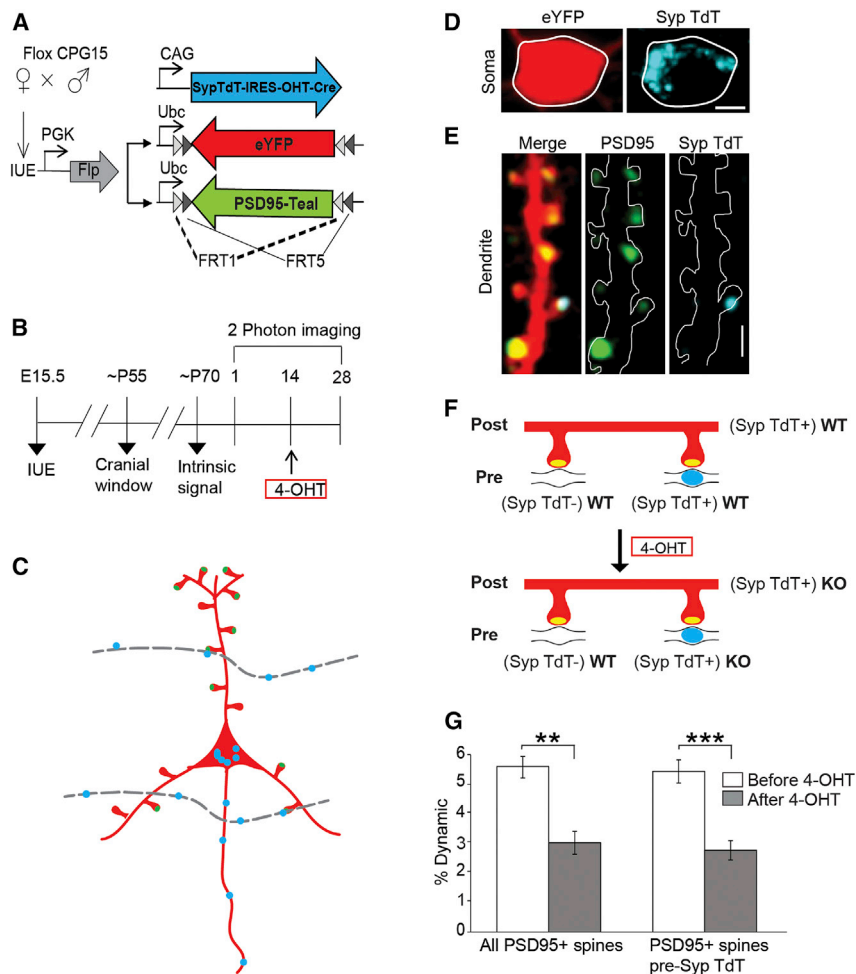 A
Flox CPG15
♀ × ♂
IUE
PGK
Flp
CAG
SypTdT-IRES-OHT-Cre
Ubc
eYFP
Ubc
PSD95-Teal
FRT1
FRT5
B
2 Photon imaging
E15.5 ~P55 ~P70 1 14 28
IUE
Cranial
window
Intrinsic
signal
4-OHT
C
D
eYFP Syp TdT
Soma
E
Merge PSD95 Syp TdT
Dendrite
F
Post (Syp TdT+) WT
Pre
(Syp TdT-) WT (Syp TdT+) WT
4-OHT
Post (Syp TdT+) KO
Pre
(Syp TdT-) WT (Syp TdT+) KO
G
% Dynamic
6
5
4
3
2
1
0
** ***
Before 4-OHT
After 4-OHT
All PSD95+ spines
PSD95+ spines
pre-Syp TdT